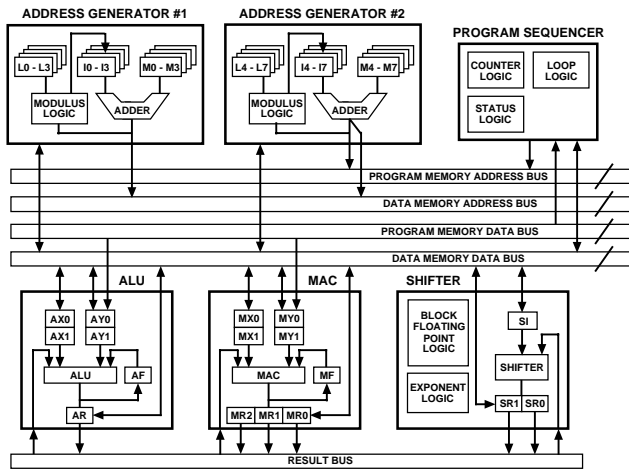 ADDRESS GENERATOR #1
ADDRESS GENERATOR #2
PROGRAM SEQUENCER
L0 - L3
I0 - I3
M0 - M3
MODULUS
LOGIC
ADDER
L4 - L7
I4 - I7
M4 - M7
MODULUS
LOGIC
ADDER
COUNTER
LOGIC
LOOP
LOGIC
STATUS
LOGIC
PROGRAM MEMORY ADDRESS BUS
DATA MEMORY ADDRESS BUS
PROGRAM MEMORY DATA BUS
DATA MEMORY DATA BUS
ALU
AX0
AX1
AY0
AY1
ALU
AF
AR
MAC
MX0
MX1
MY0
MY1
MAC
MF
MR2
MR1
MR0
SHIFTER
BLOCK
FLOATING
POINT
LOGIC
EXPONENT
LOGIC
SI
SHIFTER
SR1
SR0
RESULT BUS